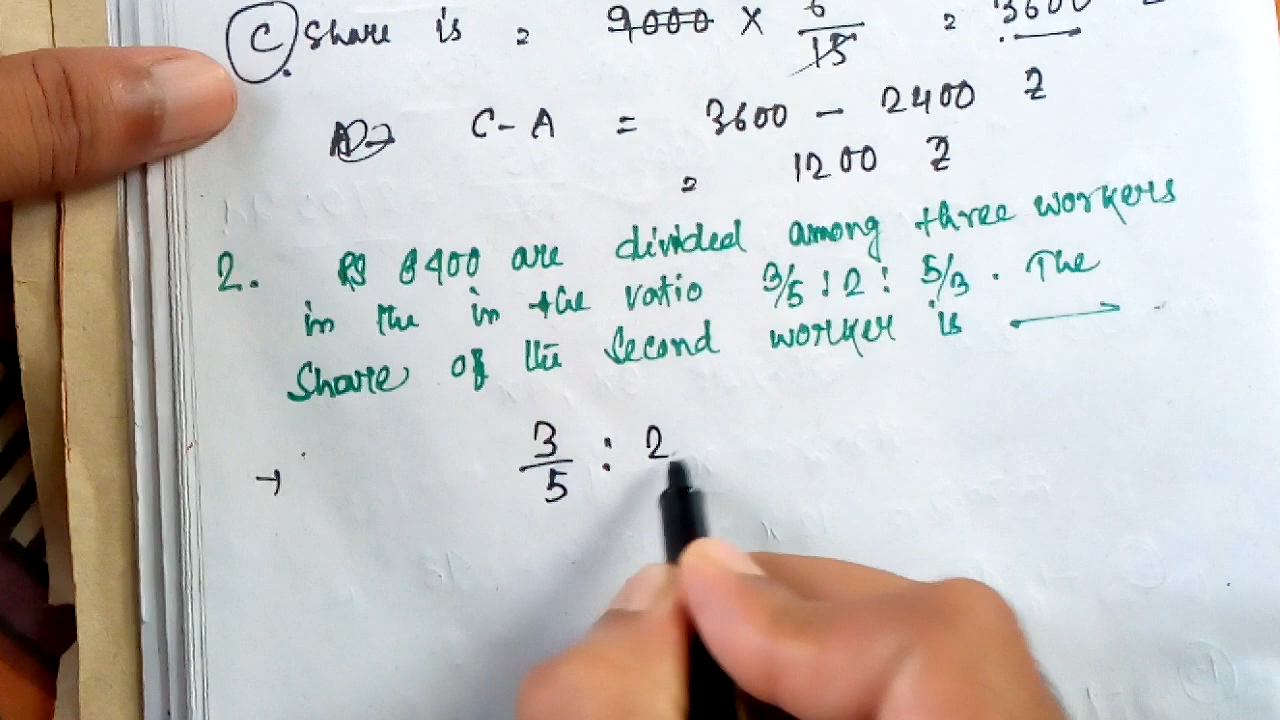 C Share is = 9000 × 6/15 = 3600
C - A = 3600 - 2400 Z
= 1200 Z
2. RS 8400 are divided among three workers
in the in the ratio 3/5 : 2 : 5/3 . The
Share of the Second worker is
→ 3/5 : 2